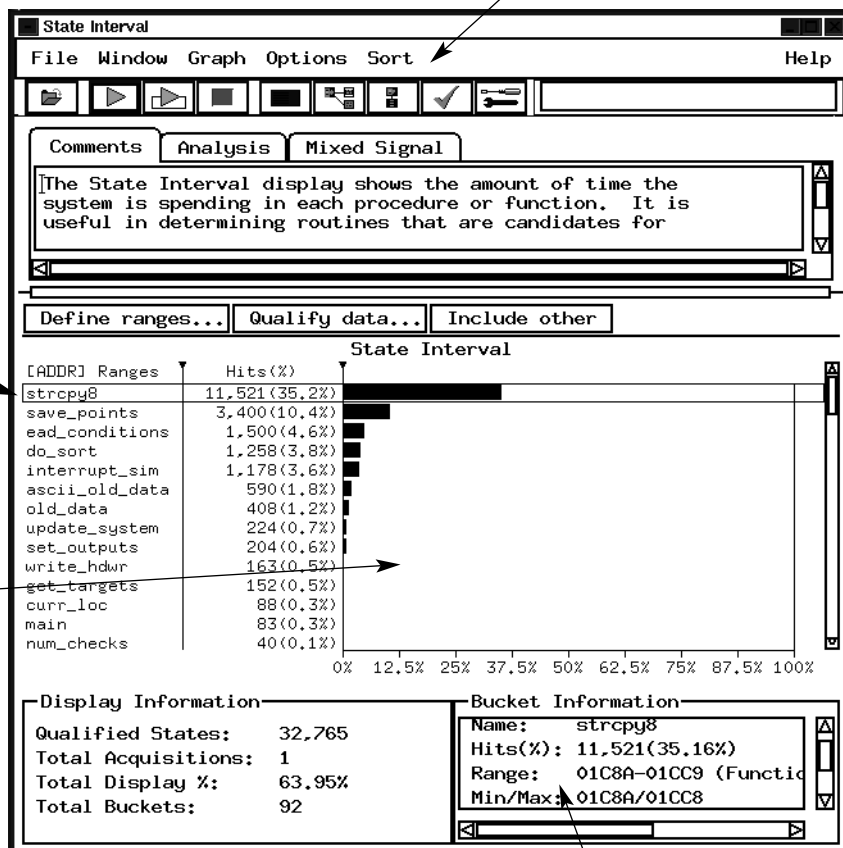 State Interval
File Window Graph Options Sort Help
Comments Analysis Mixed Signal
The State Interval display shows the amount of time the
system is spending in each procedure or function. It is
useful in determining routines that are candidates for
Define ranges... Qualify data... Include other
State Interval
[ADDR] Ranges Hits(%)
strcpy8 11,521(35.2%)
save_points 3,400(10.4%)
ead_conditions 1,500(4.6%)
do_sort 1,258(3.8%)
interrupt_sim 1,178(3.6%)
ascii_old_data 590(1.8%)
old_data 408(1.2%)
update_system 224(0.7%)
set_outputs 204(0.6%)
write_hdwr 163(0.5%)
get_targets 152(0.5%)
curr_loc 88(0.3%)
main 83(0.3%)
num_checks 40(0.1%)
0% 12.5% 25% 37.5% 50% 62.5% 75% 87.5% 100%
Display Information
Qualified States: 32,765
Total Acquisitions: 1
Total Display %: 63.95%
Total Buckets: 92
Bucket Information
Name: strcpy8
Hits(%): 11,521(35.16%)
Range: 01C8A-01CC9 (Functio
Min/Max: 01C8A/01CC8